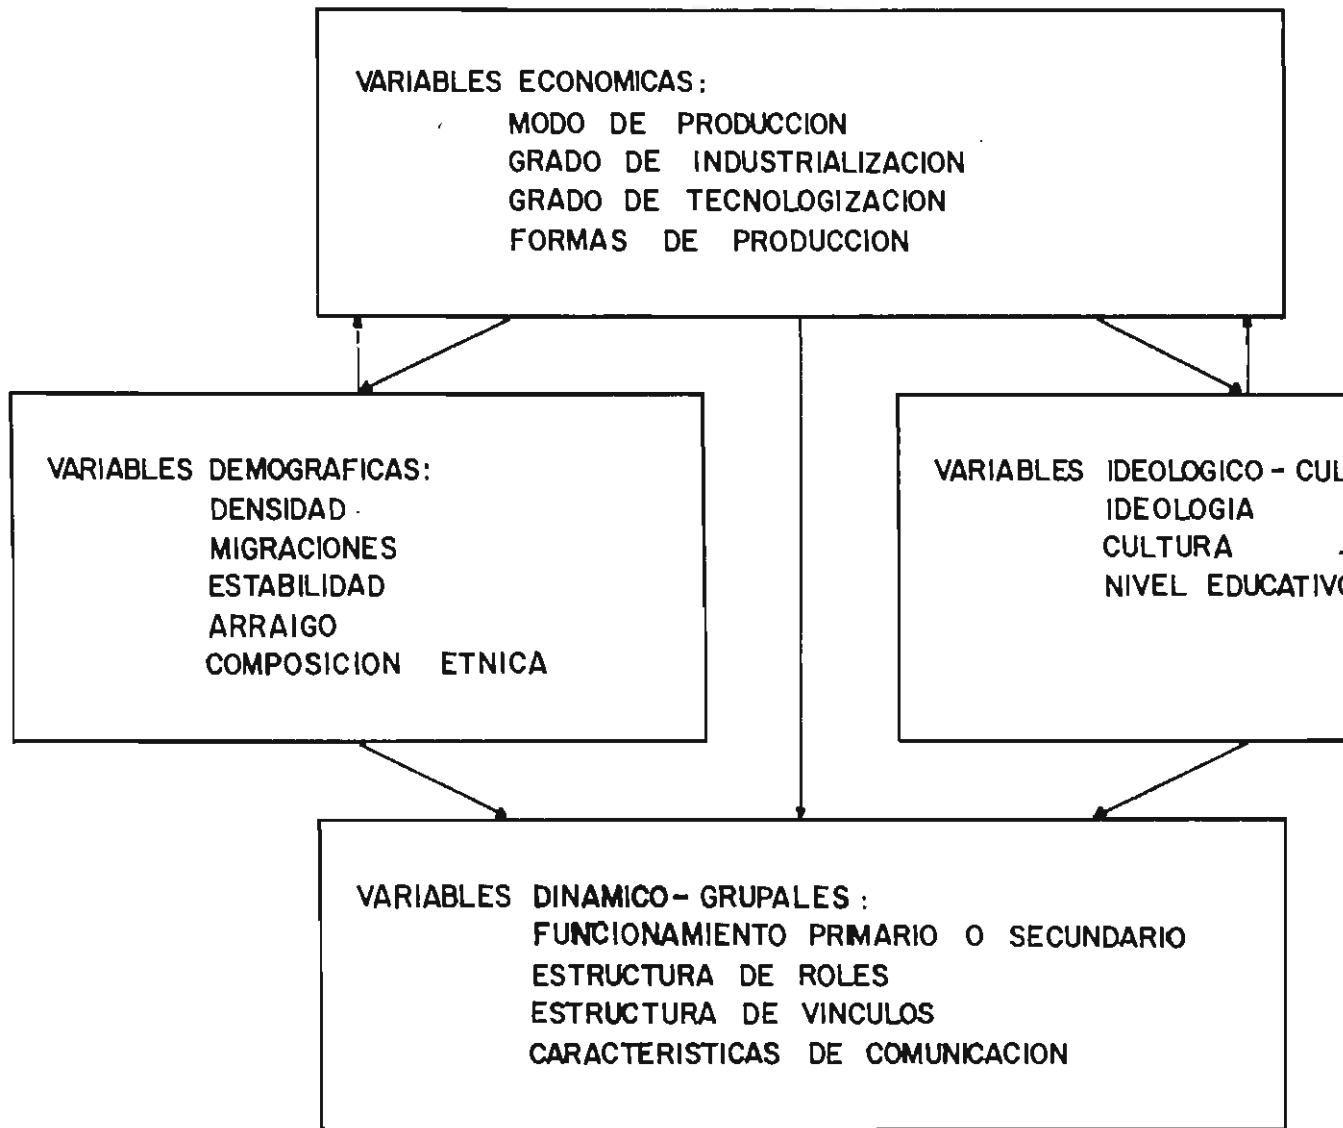 VARIABLES ECONOMICAS:
MODO DE PRODUCCION
GRADO DE INDUSTRIALIZACION
GRADO DE TECNOLOGIZACION
FORMAS DE PRODUCCION
VARIABLES DEMOGRAFICAS:
DENSIDAD
MIGRACIONES
ESTABILIDAD
ARRAIGO
COMPOSICION ETNICA
VARIABLES IDEOLOGICO - CUL
IDEOLOGIA
CULTURA
NIVEL EDUCATIVO
VARIABLES DINAMICO - GRUPALES :
FUNCIONAMIENTO PRIMARIO O SECUNDARIO
ESTRUCTURA DE ROLES
ESTRUCTURA DE VINCULOS
CARACTERISTICAS DE COMUNICACION